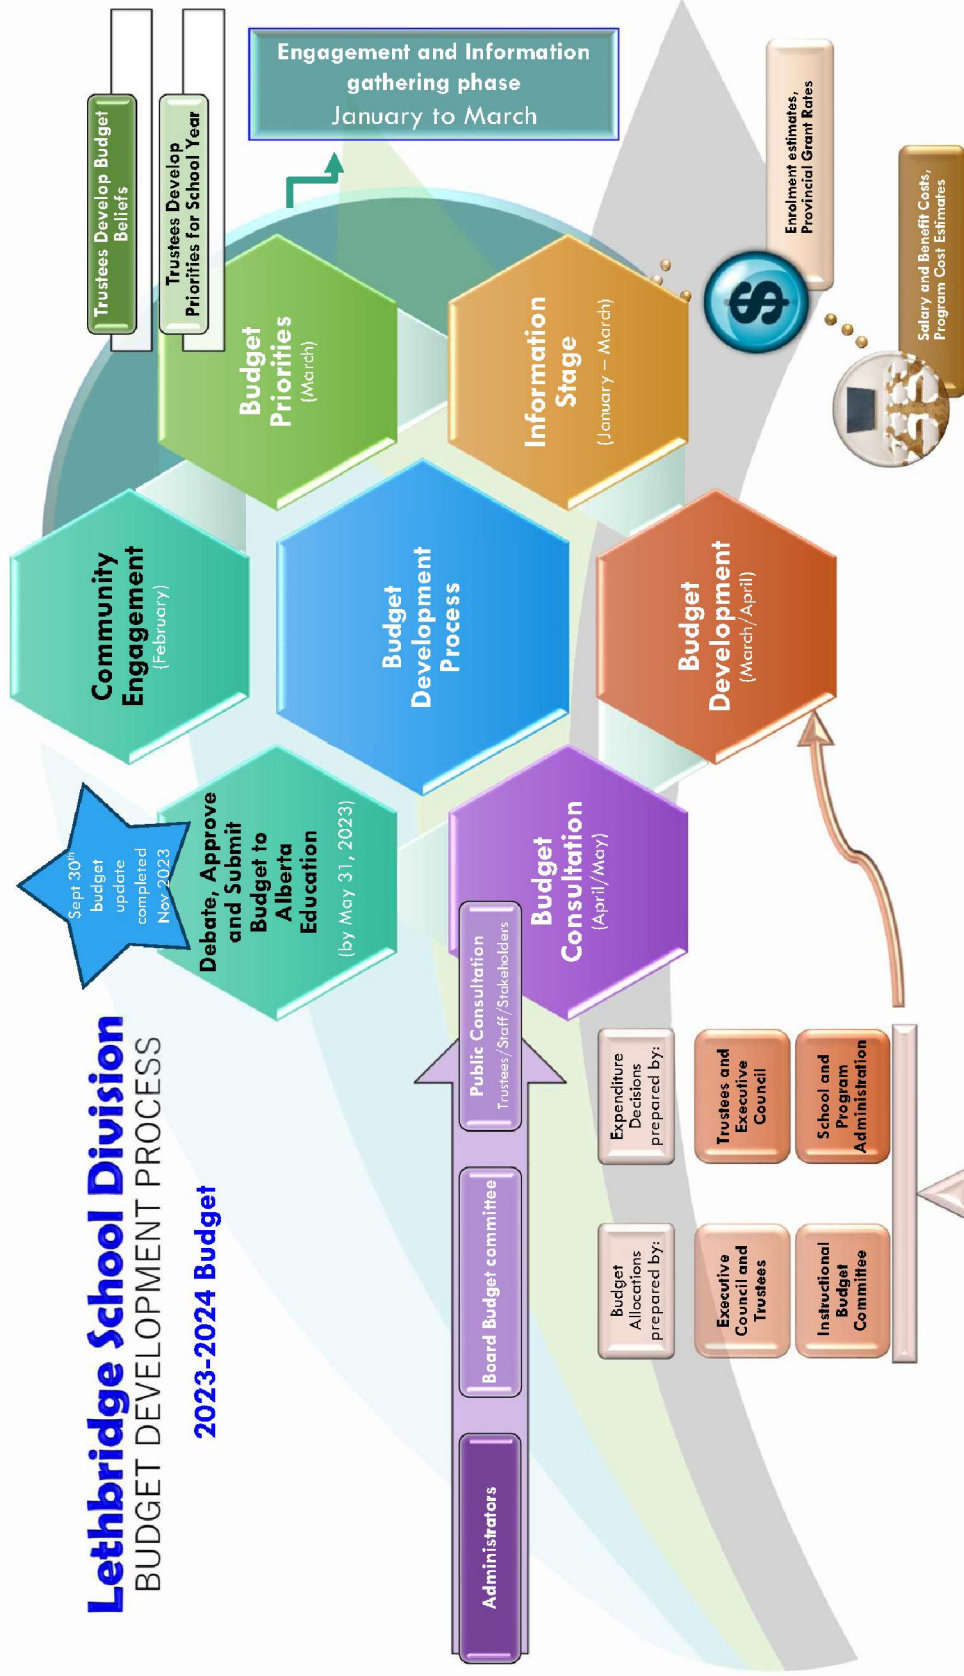 Lethbridge School Division
BUDGET DEVELOPMENT PROCESS
2023-2024 Budget
Sept 30th
budget
update
completed
Nov 2023
Debate, Approve
and Submit
Budget to
Alberta
Education
(by May 31, 2023)
Community
Engagement
(February)
Trustees Develop Budget
Beliefs
Trustees Develop
Priorities for School Year
Budget
Priorities
(March)
Engagement and Information
gathering phase
January to March
Budget
Development
Process
Information
Stage
(January – March)
Enrolment estimates,
Provincial Grant Rates
$
Salary and Benefit Costs,
Program Cost Estimates
Budget
Development
(March/April)
Budget
Consultation
(April/May)
Administrators
Board Budget committee
Public Consultation
Trustees/Staff/Stakeholders
Budget
Allocations
prepared by:
Executive
Council and
Trustees
Instructional
Budget
Committee
Expenditure
Decisions
prepared by:
Trustees and
Executive
Council
School and
Program
Administration